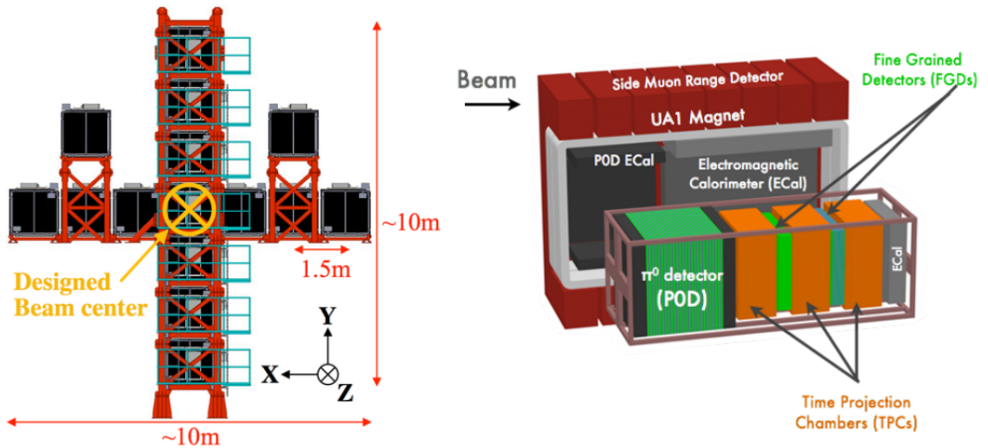 ~10m
1.5m
Designed
Beam center
Y
X
Z
~10m
Beam
Side Muon Range Detector
UA1 Magnet
Fine Grained
Detectors (FGDs)
P0D ECal
Electromagnetic
Calorimeter (ECal)
π⁰ detector
(P0D)
ECal
Time Projection
Chambers (TPCs)